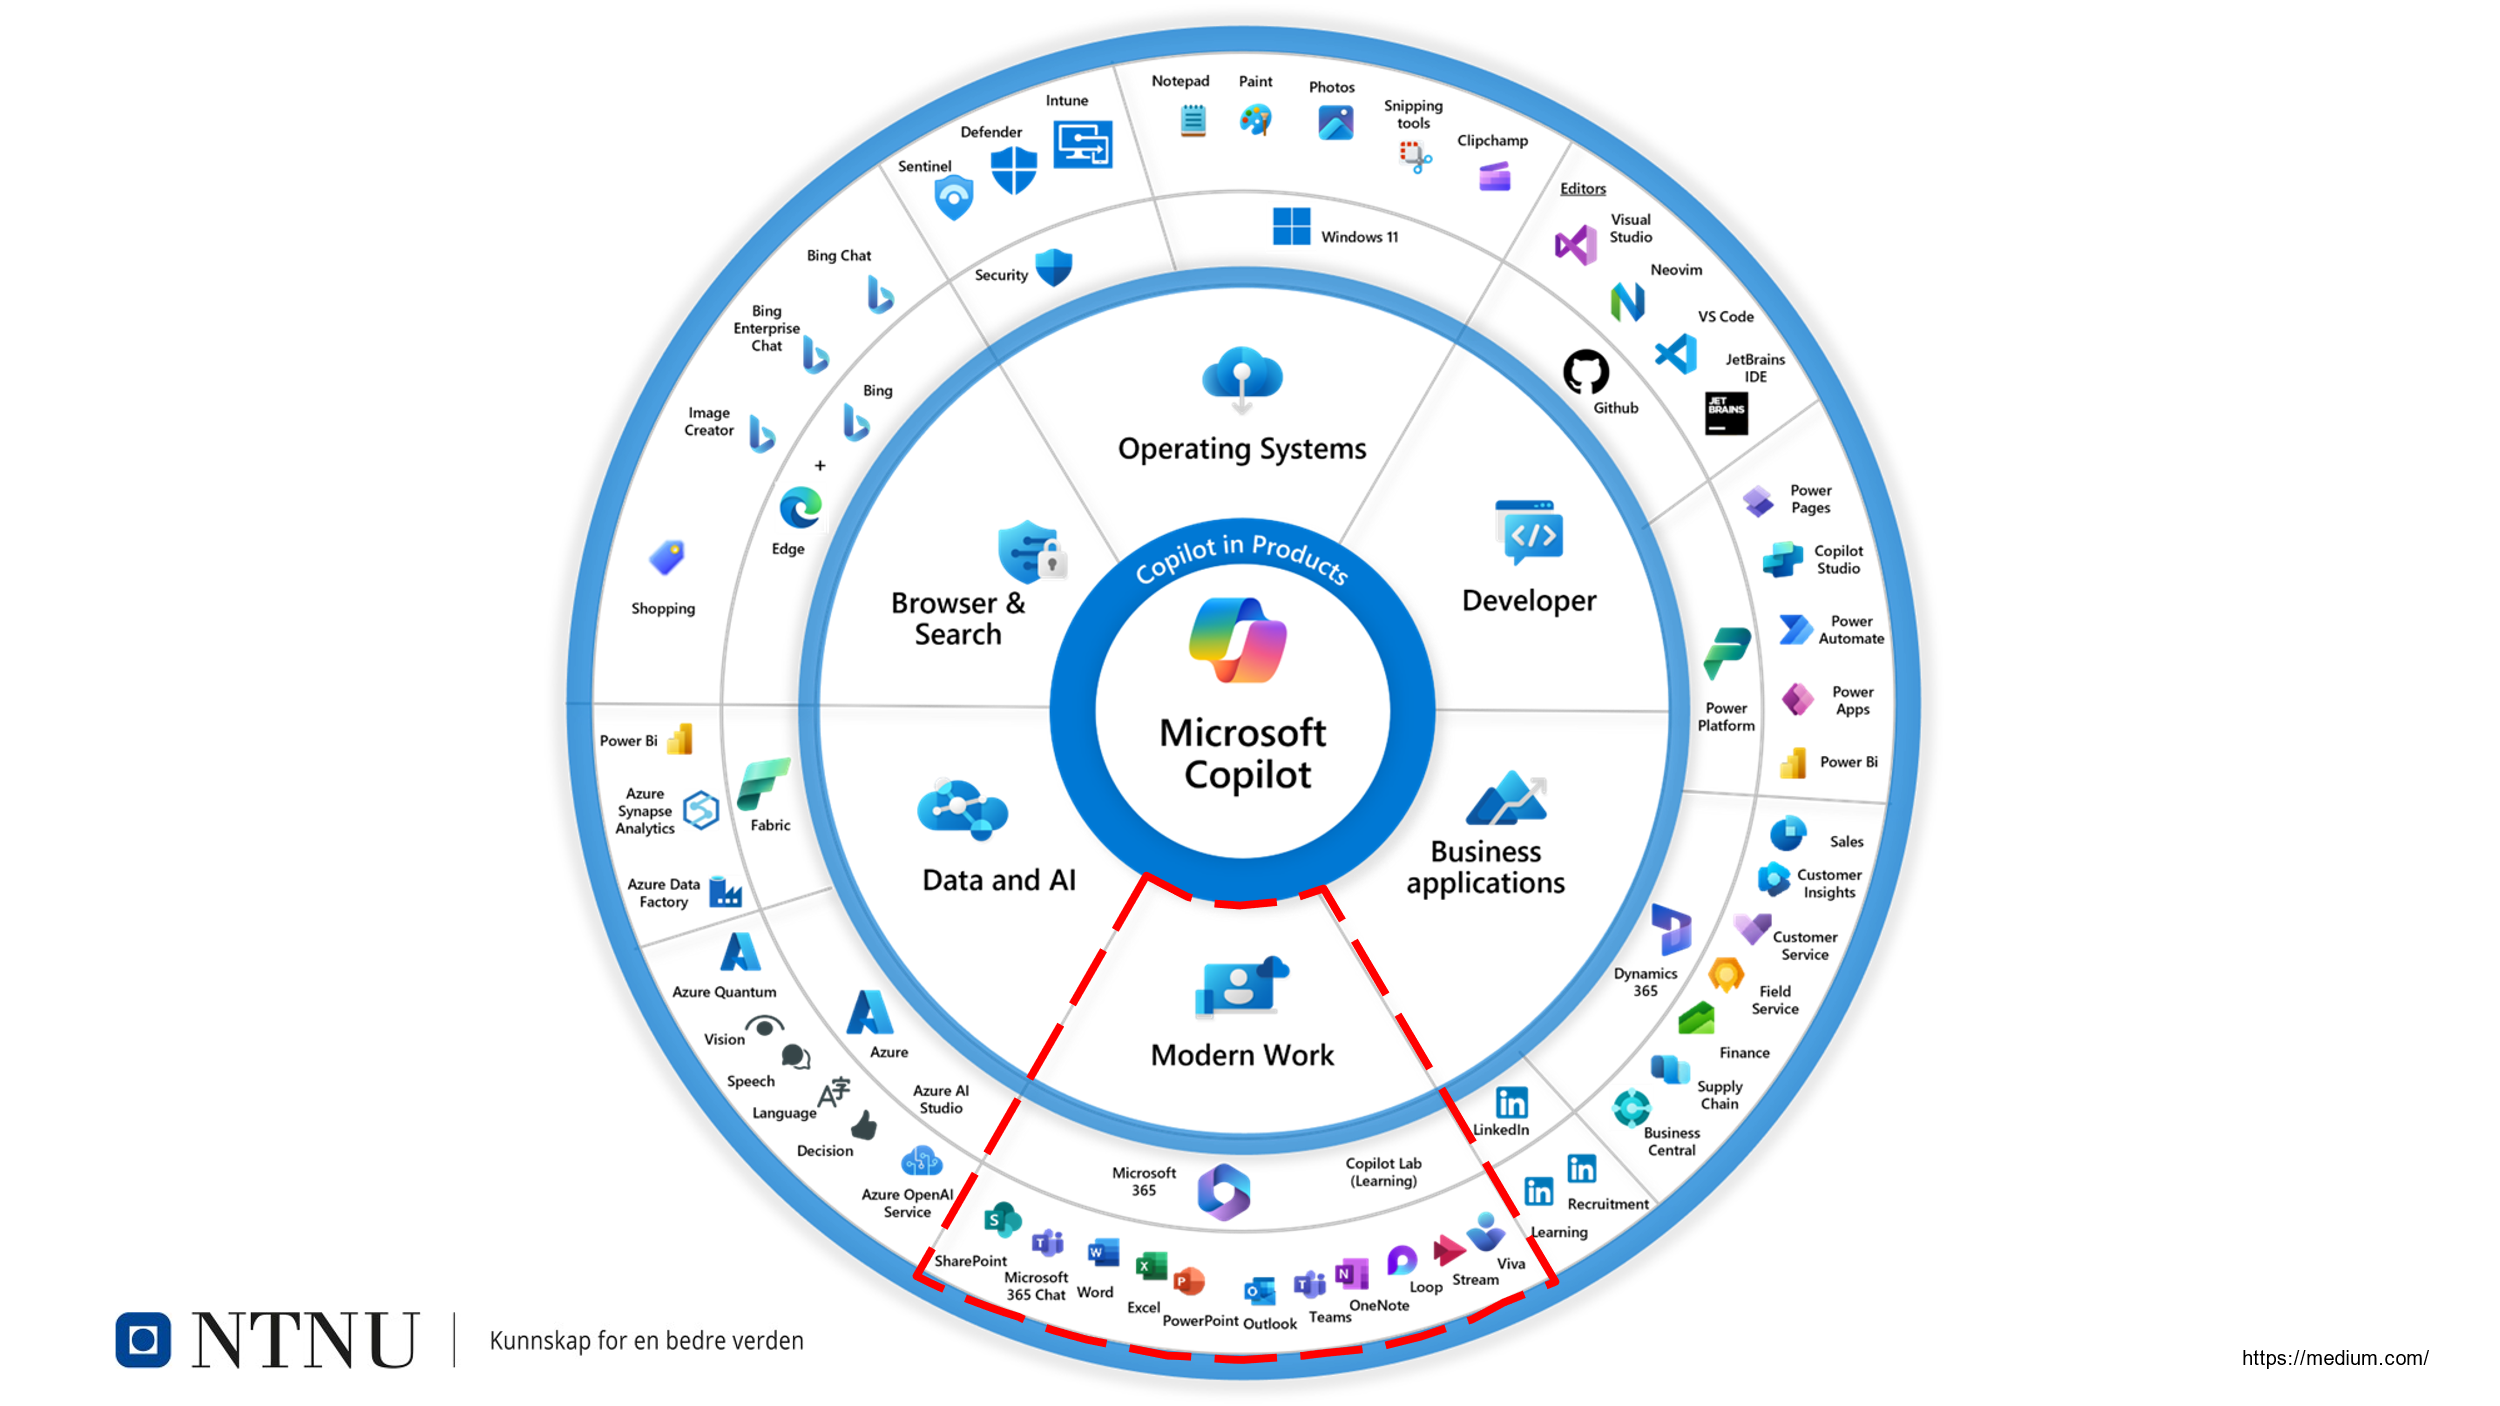 Notepad
Paint
Photos
Snipping
tools
Clipchamp
Windows 11
Intune
Defender
Sentinel
Security
Editors
Visual
Studio
Neovim
VS Code
JetBrains
IDE
JET
BRAINS
Github
Bing Chat
Bing
Enterprise
Chat
Image
Creator
Shopping
Bing
+
Edge
Operating Systems
Developer
Browser &
Search
Copilot in Products
Microsoft
Copilot
Data and AI
Business
applications
Modern Work
Power
Pages
Copilot
Studio
Power
Automate
Power
Apps
Power Bi
Power
Platform
Sales
Customer
Insights
Customer
Service
Field
Service
Finance
Supply
Chain
Business
Central
Dynamics
365
LinkedIn
Recruitment
Learning
Power Bi
Azure
Synapse
Analytics
Azure Data
Factory
Fabric
Azure Quantum
Vision
Speech
Language
Decision
Azure OpenAI
Service
Azure
Azure AI
Studio
Microsoft
365
Copilot Lab
(Learning)
SharePoint
Microsoft
365 Chat
Word
Excel
PowerPoint
Outlook
Teams
OneNote
Loop
Stream
Viva
NTNU
Kunnskap for en bedre verden
https://medium.com/